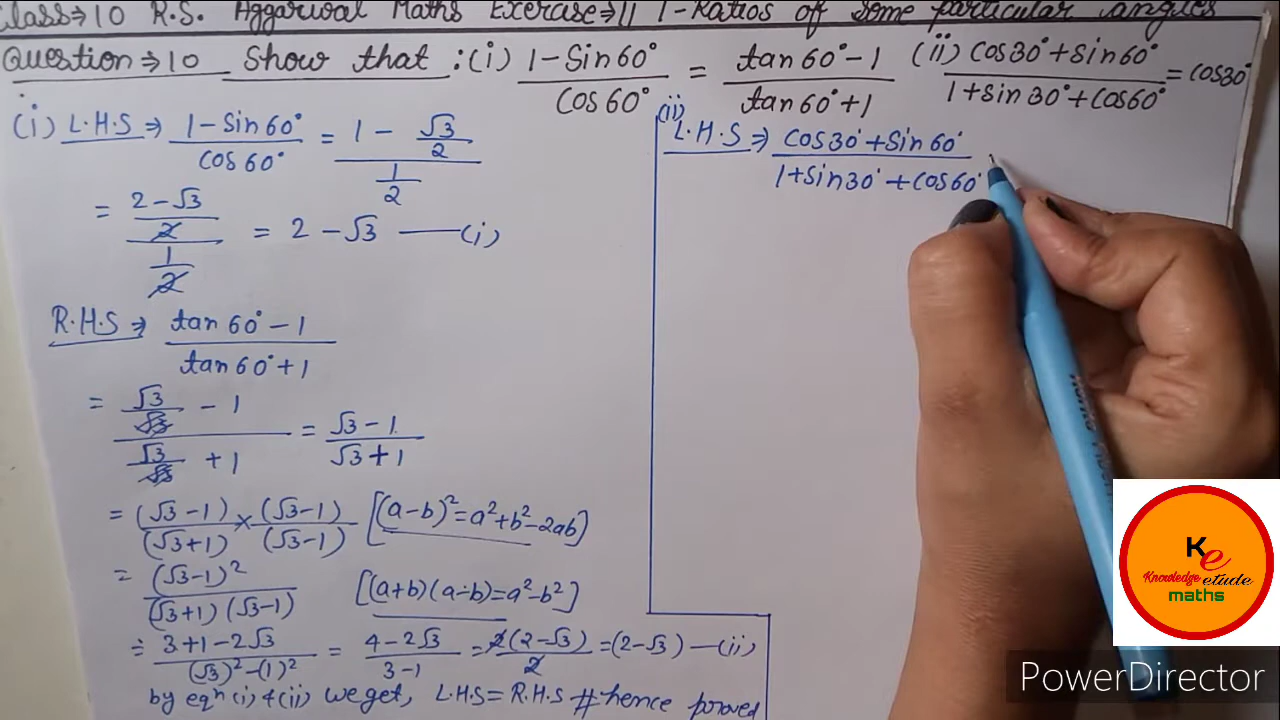 Class⇒10 R.S. Aggarwal Maths Exercise⇒11 T-Ratios of some particular angles
Question⇒10 Show that : (i) (1-Sin60°)/(Cos60°) = (tan60°-1)/(tan60°+1) (ii) (Cos30°+Sin60°)/(1+Sin30°+Cos60°) = Cos30°
(i) L.H.S ⇒ (1-Sin60°)/(Cos60°) = (1 - √3/2)/(1/2)
= ((2-√3)/2)/(1/2) = 2-√3 —(i)
R.H.S ⇒ (tan60°-1)/(tan60°+1)
= (√3/√3 - 1)/(√3/√3 + 1) = (√3-1)/(√3+1)
= (√3-1)/(√3+1) × (√3-1)/(√3-1) [(a-b)²=a²+b²-2ab]
= (√3-1)²/(√3+1)(√3-1) [(a+b)(a-b)=a²-b²]
= (3+1-2√3)/((√3)²-(1)²) = (4-2√3)/(3-1) = 2(2-√3)/2 = (2-√3) —(ii)
by eqⁿ (i) & (ii) we get, L.H.S = R.H.S # hence proved
(ii)
L.H.S ⇒ (Cos30°+Sin60°)/(1+Sin30°+Cos60°)
Ke
Knowledge etude
maths
PowerDirector